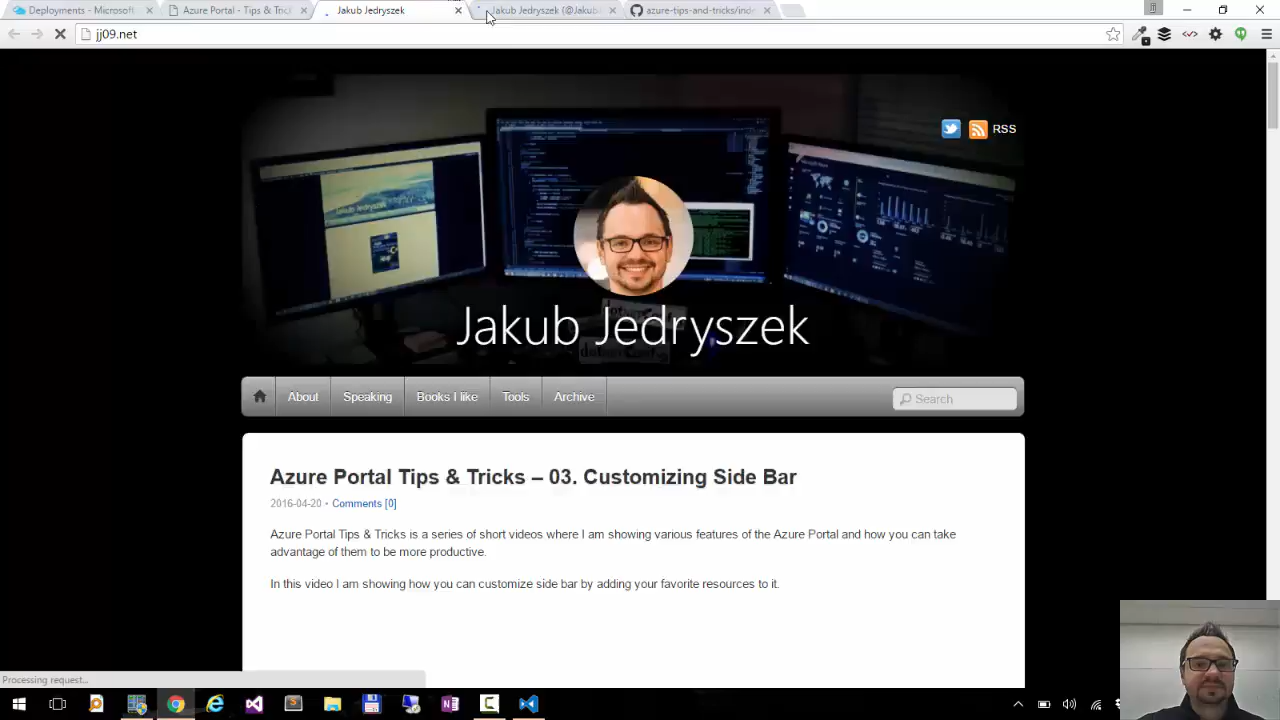 Deployments - Microsoft
Azure Portal - Tips & Trick
Jakub Jedryszek
Jakub Jedryszek (@Jakub
azure-tips-and-tricks/inde
jj09.net
RSS
Jakub Jedryszek
About
Speaking
Books I like
Tools
Archive
Search
Azure Portal Tips & Tricks – 03. Customizing Side Bar
2016-04-20 • Comments [0]
Azure Portal Tips & Tricks is a series of short videos where I am showing various features of the Azure Portal and how you can take
advantage of them to be more productive.
In this video I am showing how you can customize side bar by adding your favorite resources to it.
Processing request...